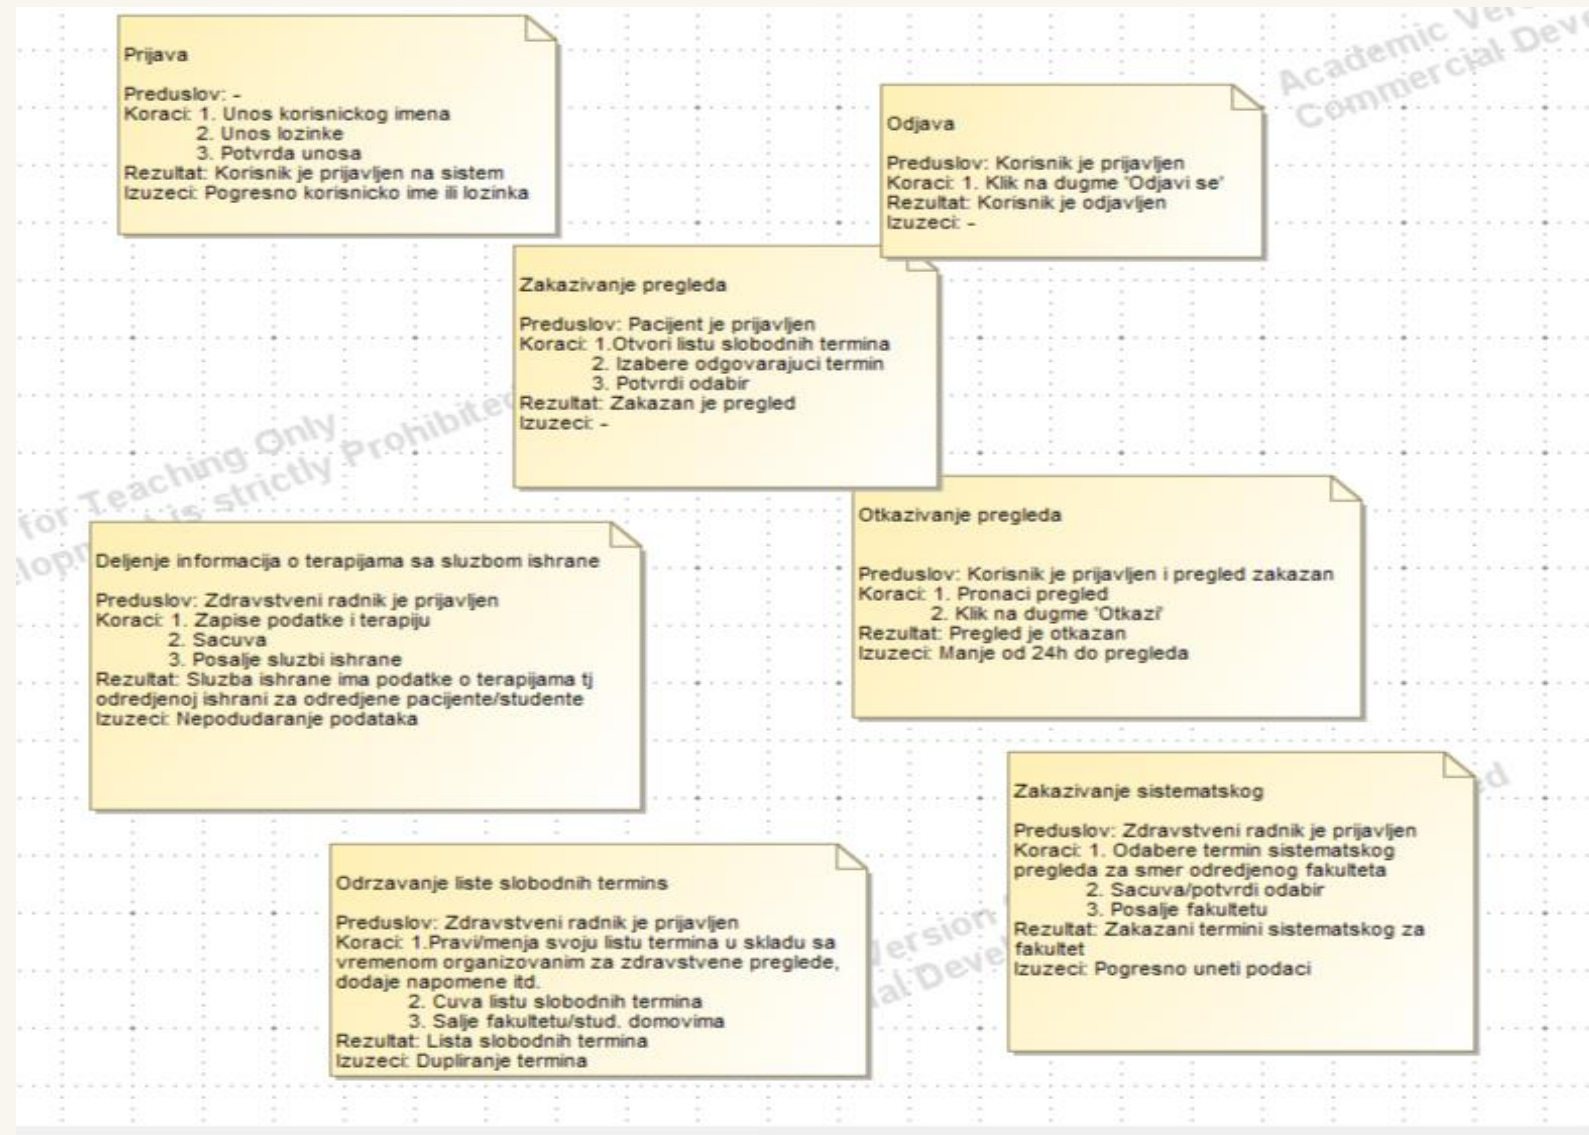 Prijava
Preduslov: -
Koraci: 1. Unos korisnickog imena
2. Unos lozinke
3. Potvrda unosa
Rezultat: Korisnik je prijavljen na sistem
Izuzeci: Pogresno korisnicko ime ili lozinka
Odjava
Preduslov: Korisnik je prijavljen
Koraci: 1. Klik na dugme 'Odjavi se'
Rezultat: Korisnik je odjavljen
Izuzeci: -
Zakazivanje pregleda
Preduslov: Pacijent je prijavljen
Koraci: 1.Otvori listu slobodnih termina
2. Izabere odgovarajuci termin
3. Potvrdi odabir
Rezultat: Zakazan je pregled
Izuzeci: -
Otkazivanje pregleda
Preduslov: Korisnik je prijavljen i pregled zakazan
Koraci: 1. Pronaci pregled
2. Klik na dugme 'Otkazi'
Rezultat: Pregled je otkazan
Izuzeci: Manje od 24h do pregleda
Deljenje informacija o terapijama sa sluzbom ishrane
Preduslov: Zdravstveni radnik je prijavljen
Koraci: 1. Zapise podatke i terapiju
2. Sacuva
3. Posalje sluzbi ishrane
Rezultat: Sluzba ishrane ima podatke o terapijama tj
odredjenoj ishrani za odredjene pacijente/studente
Izuzeci: Nepodudaranje podataka
Zakazivanje sistematskog
Preduslov: Zdravstveni radnik je prijavljen
Koraci: 1. Odabere termin sistematskog
pregleda za smer odredjenog fakulteta
2. Sacuva/potvrdi odabir
3. Posalje fakultetu
Rezultat: Zakazani termini sistematskog za
fakultet
Izuzeci: Pogresno uneti podaci
Odrzavanje liste slobodnih termins
Preduslov: Zdravstveni radnik je prijavljen
Koraci: 1.Pravi/menja svoju listu termina u skladu sa
vremenom organizovanim za zdravstvene preglede,
dodaje napomene itd.
2. Cuva listu slobodnih termina
3. Salje fakultetu/stud. domovima
Rezultat: Lista slobodnih termina
Izuzeci: Dupliranje termina
Academic
Commercial
for Teaching Only
is strictly Prohibited